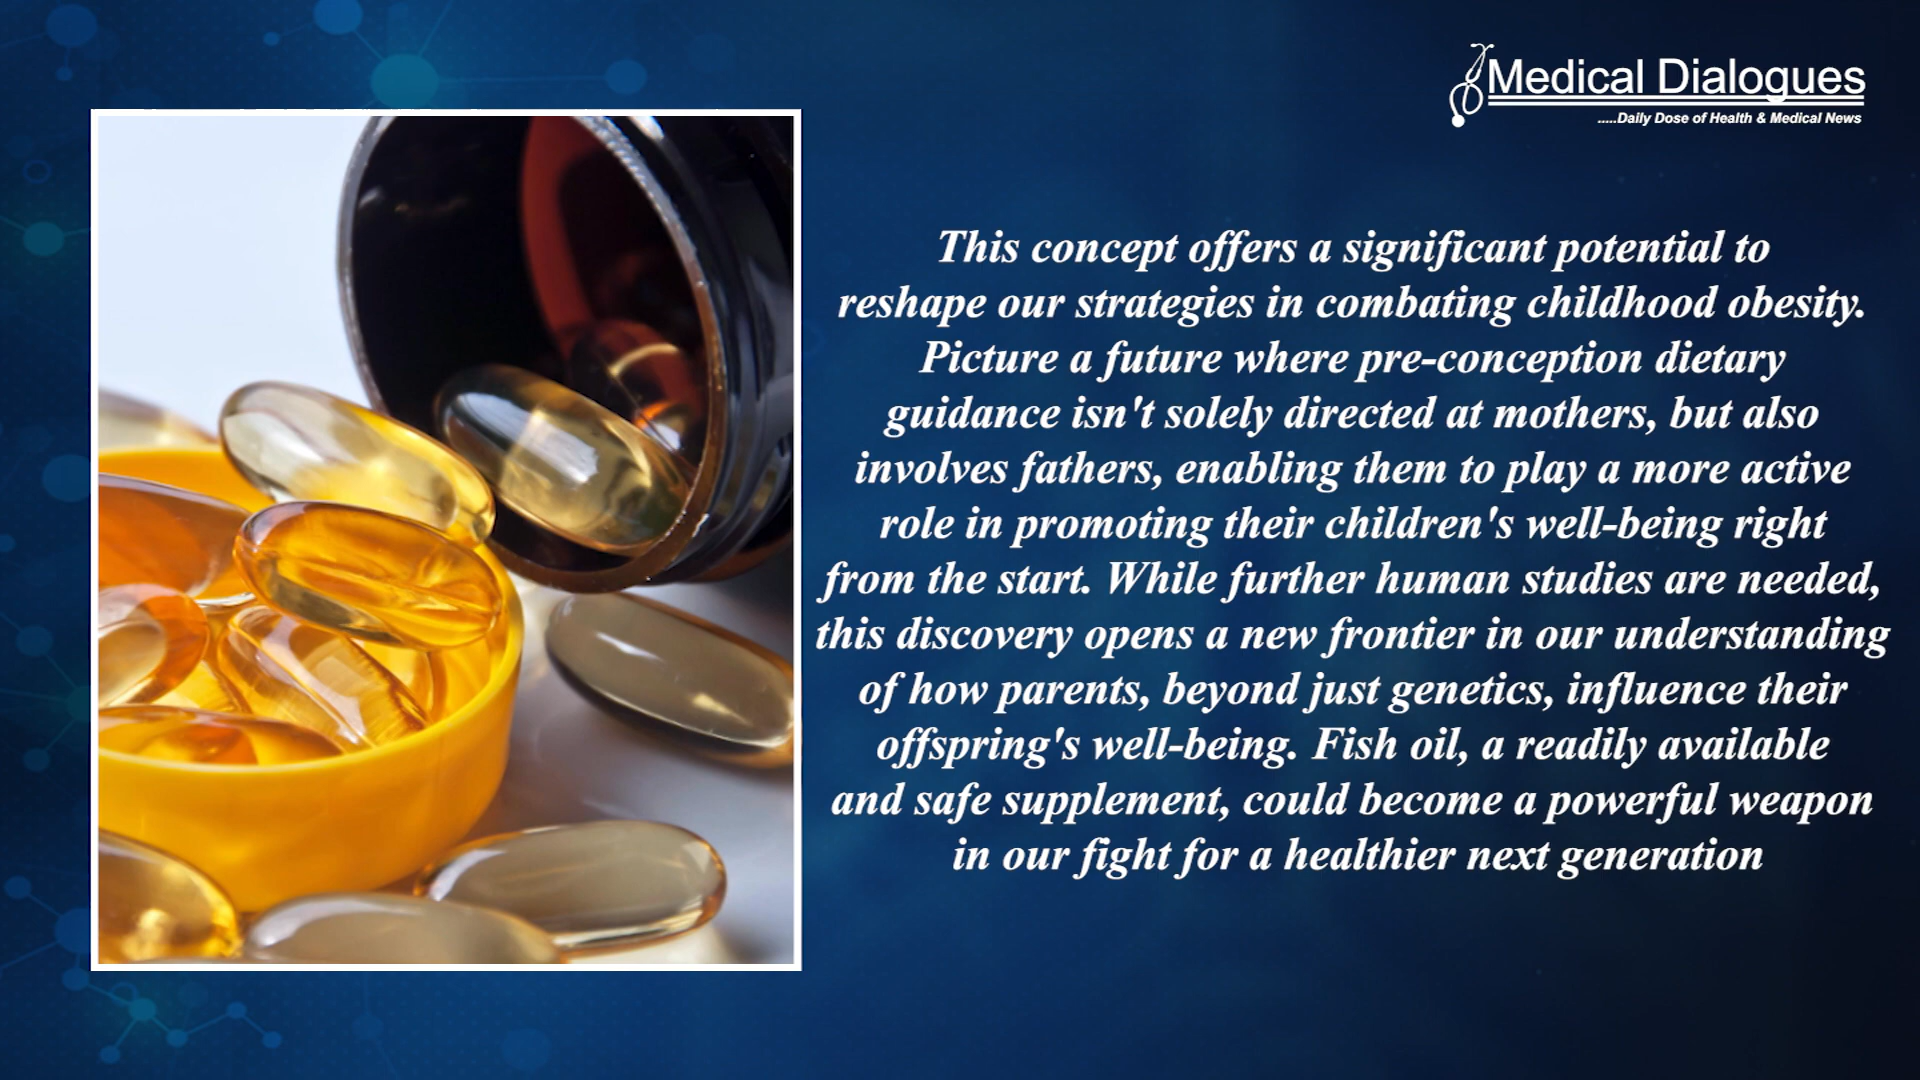 Medical Dialogues
.....Daily Dose of Health & Medical News
This concept offers a significant potential to
reshape our strategies in combating childhood obesity.
Picture a future where pre-conception dietary
guidance isn't solely directed at mothers, but also
involves fathers, enabling them to play a more active
role in promoting their children's well-being right
from the start. While further human studies are needed,
this discovery opens a new frontier in our understanding
of how parents, beyond just genetics, influence their
offspring's well-being. Fish oil, a readily available
and safe supplement, could become a powerful weapon
in our fight for a healthier next generation